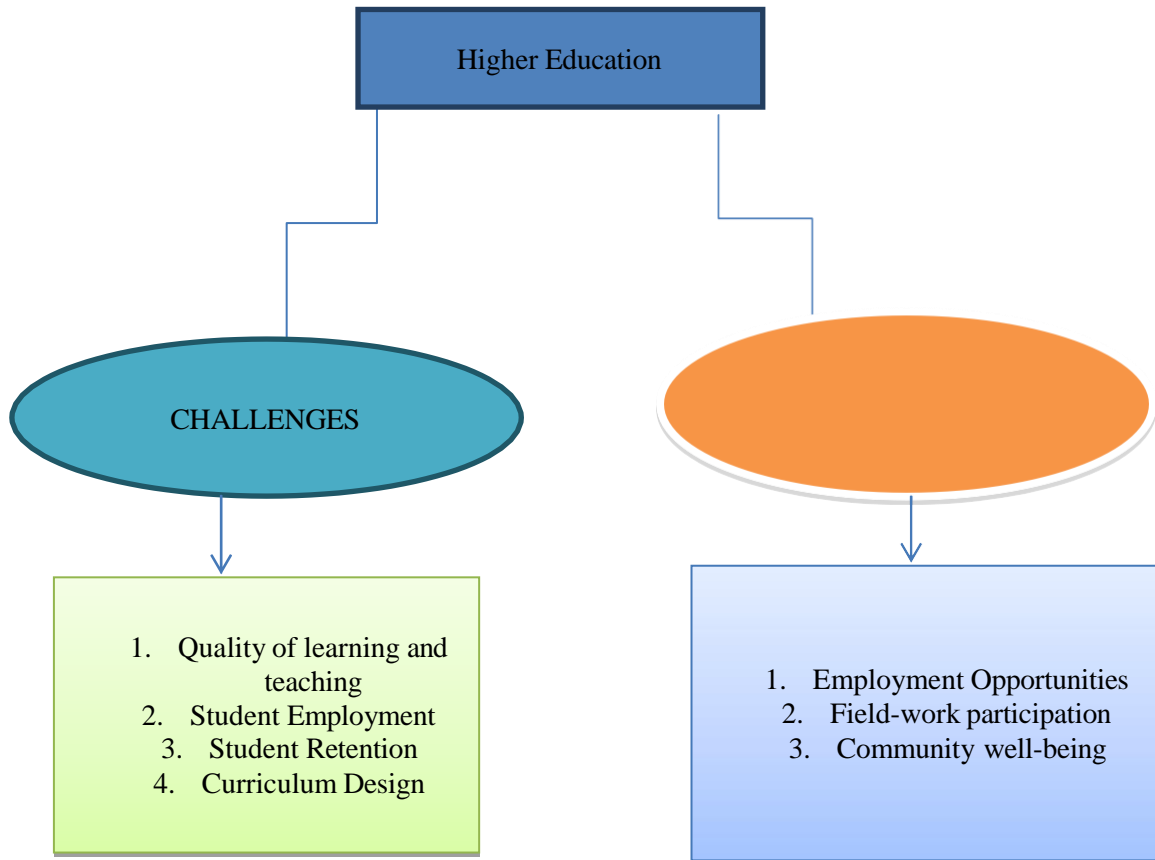 Higher Education
CHALLENGES
1. Quality of learning and
teaching
2. Student Employment
3. Student Retention
4. Curriculum Design
1. Employment Opportunities
2. Field-work participation
3. Community well-being